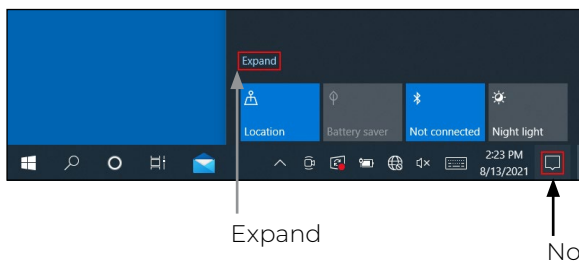 Expand
Location Battery saver Not connected Night light
2:23 PM
8/13/2021
Expand
No